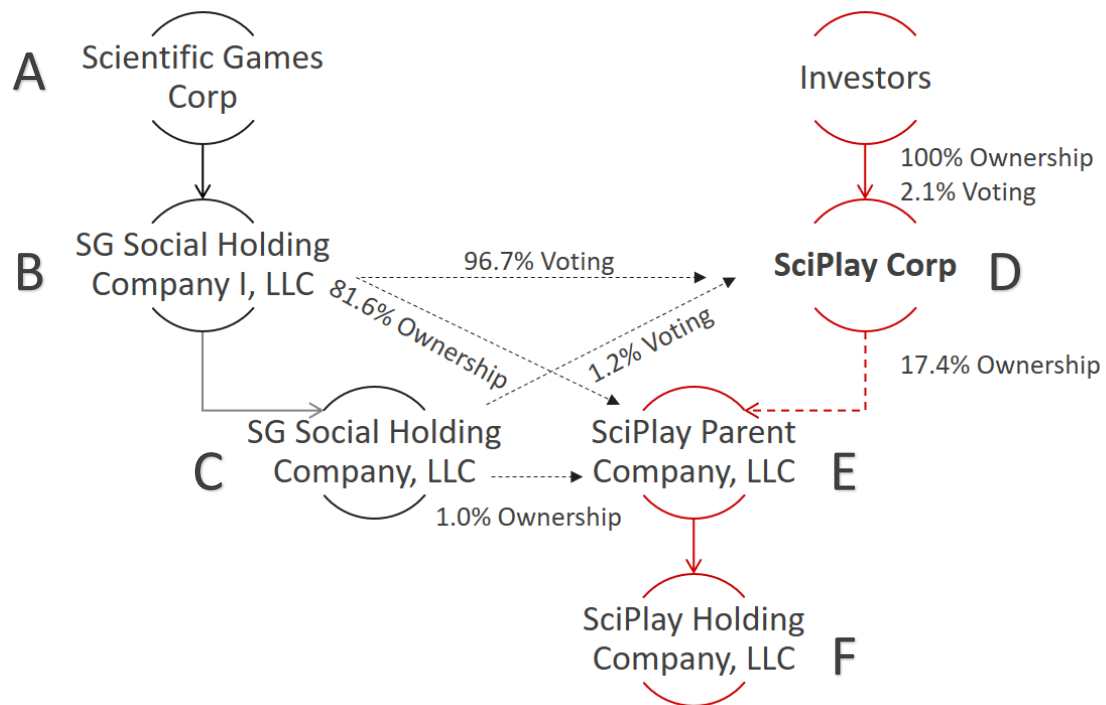 A
Scientific Games
Corp
Investors
100% Ownership
2.1% Voting
B
SG Social Holding
Company I, LLC
96.7% Voting
81.6% Ownership
1.2% Voting
SciPlay Corp
D
17.4% Ownership
C
SG Social Holding
Company, LLC
1.0% Ownership
SciPlay Parent
Company, LLC
E
SciPlay Holding
Company, LLC
F